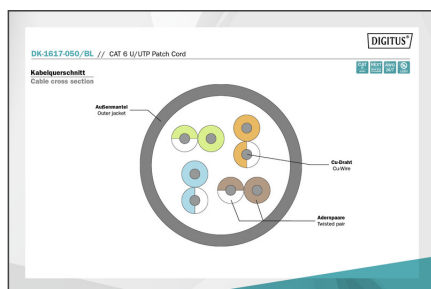 DIGITUS®
DK-1617-050/BL // CAT 6 U/UTP Patch Cord
Kabelquerschnitt
Cable cross section
Außenmantel
Outer jacket
Cu-Draht
Cu-Wire
Aderspaare
Twisted pair